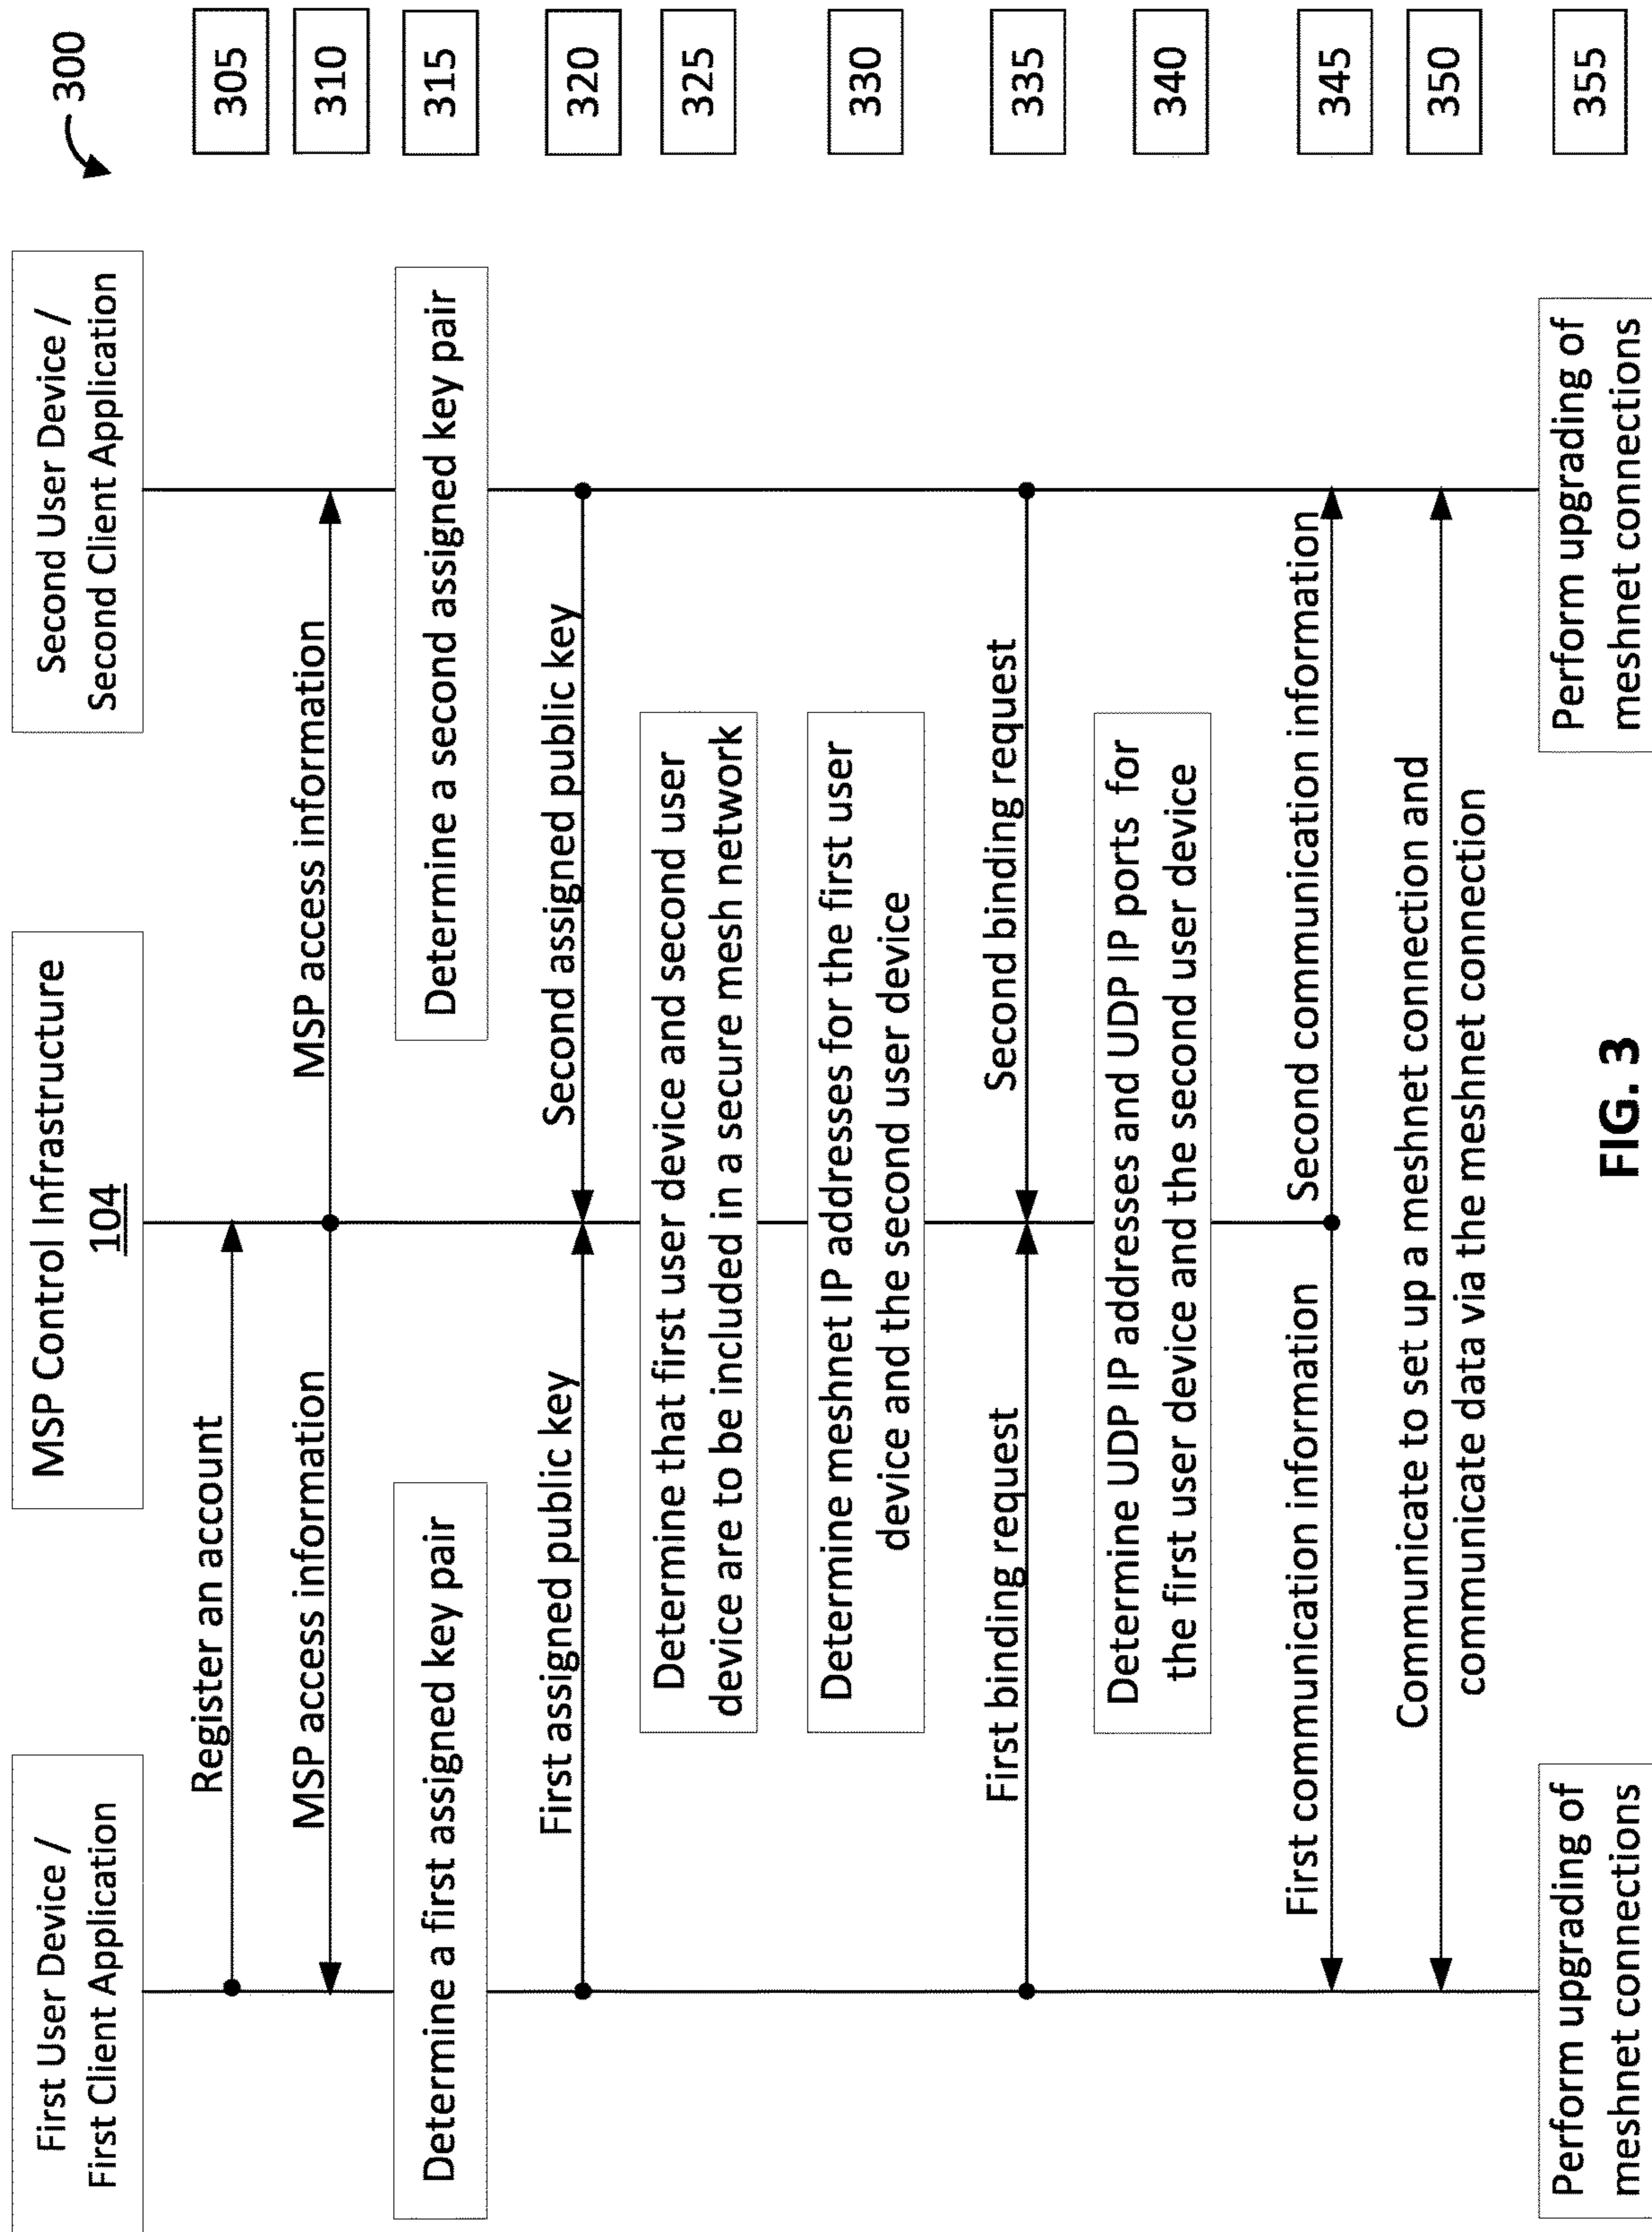 300
First User Device /
First Client Application
MSP Control Infrastructure
104
Second User Device /
Second Client Application
Register an account
305
MSP access information
MSP access information
310
Determine a first assigned key pair
Determine a second assigned key pair
315
First assigned public key
Second assigned public key
320
Determine that first user device and second user
device are to be included in a secure mesh network
325
Determine meshnet IP addresses for the first user
device and the second user device
330
First binding request
Second binding request
335
Determine UDP IP addresses and UDP IP ports for
the first user device and the second user device
340
First communication information
Second communication information
345
Communicate to set up a meshnet connection and
communicate data via the meshnet connection
350
Perform upgrading of
meshnet connections
Perform upgrading of
meshnet connections
355
FIG. 3